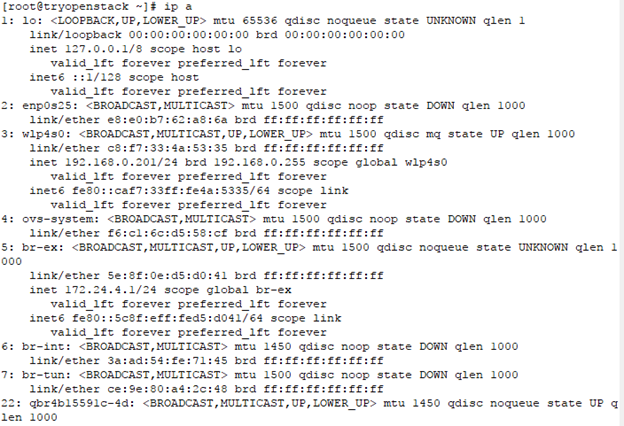 [root@tryopenstack ~]# ip a
1: lo: <LOOPBACK,UP,LOWER_UP> mtu 65536 qdisc noqueue state UNKNOWN qlen 1
    link/loopback 00:00:00:00:00:00 brd 00:00:00:00:00:00
    inet 127.0.0.1/8 scope host lo
       valid_lft forever preferred_lft forever
    inet6 ::1/128 scope host
       valid_lft forever preferred_lft forever
2: enp0s25: <BROADCAST,MULTICAST> mtu 1500 qdisc noop state DOWN qlen 1000
    link/ether e8:e0:b7:62:a8:6a brd ff:ff:ff:ff:ff:ff
3: wlp4s0: <BROADCAST,MULTICAST,UP,LOWER_UP> mtu 1500 qdisc mq state UP qlen 1000
    link/ether c8:f7:33:4a:53:35 brd ff:ff:ff:ff:ff:ff
    inet 192.168.0.201/24 brd 192.168.0.255 scope global wlp4s0
       valid_lft forever preferred_lft forever
    inet6 fe80::caf7:33ff:fe4a:5335/64 scope link
       valid_lft forever preferred_lft forever
4: ovs-system: <BROADCAST,MULTICAST> mtu 1500 qdisc noop state DOWN qlen 1000
    link/ether f6:c1:6c:d5:58:cf brd ff:ff:ff:ff:ff:ff
5: br-ex: <BROADCAST,MULTICAST,UP,LOWER_UP> mtu 1500 qdisc noqueue state UNKNOWN qlen 1
000
    link/ether 5e:8f:0e:d5:d0:41 brd ff:ff:ff:ff:ff:ff
    inet 172.24.4.1/24 scope global br-ex
       valid_lft forever preferred_lft forever
    inet6 fe80::5c8f:eff:fed5:d041/64 scope link
       valid_lft forever preferred_lft forever
6: br-int: <BROADCAST,MULTICAST> mtu 1450 qdisc noop state DOWN qlen 1000
    link/ether 3a:ad:54:fe:71:45 brd ff:ff:ff:ff:ff:ff
7: br-tun: <BROADCAST,MULTICAST> mtu 1500 qdisc noop state DOWN qlen 1000
    link/ether ce:9e:80:a4:2c:48 brd ff:ff:ff:ff:ff:ff
22: qbr4b15591c-4d: <BROADCAST,MULTICAST,UP,LOWER_UP> mtu 1450 qdisc noqueue state UP q
len 1000